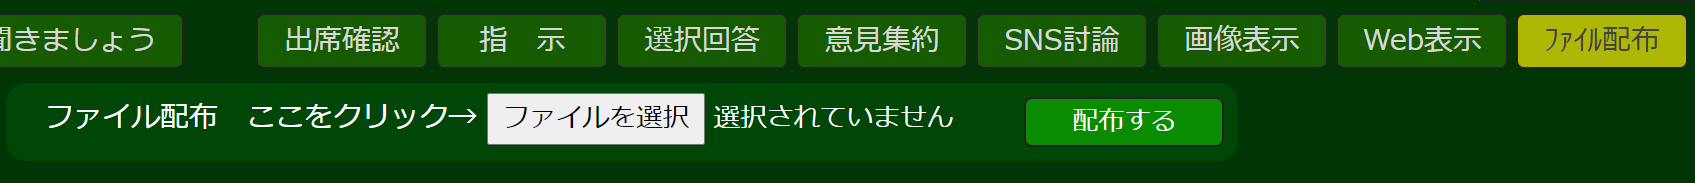 聞きましょう 出席確認 指　示 選択回答 意見集約 SNS討論 画像表示 Web表示 ﾌｧｲﾙ配布
ファイル配布　ここをクリック→ ファイルを選択 選択されていません 配布する